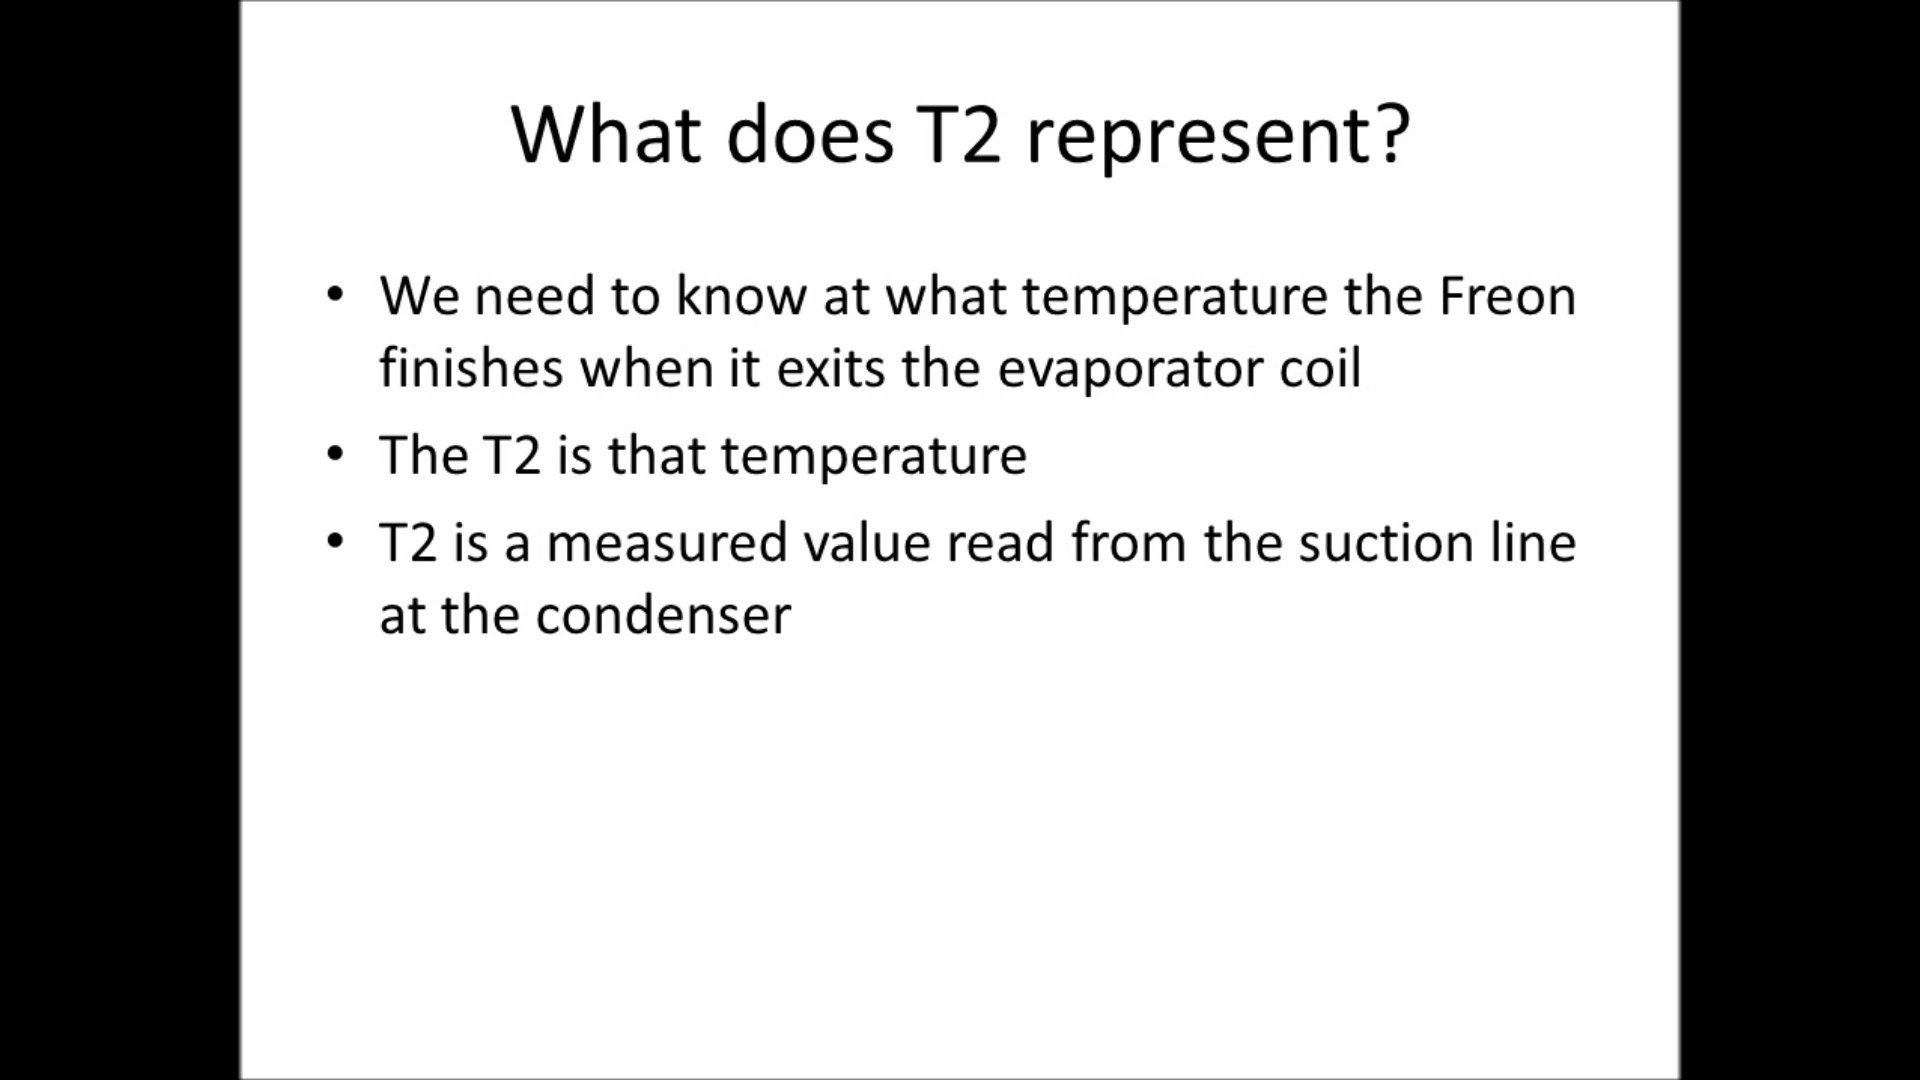 What does T2 represent?
• We need to know at what temperature the Freon
finishes when it exits the evaporator coil
• The T2 is that temperature
• T2 is a measured value read from the suction line
at the condenser